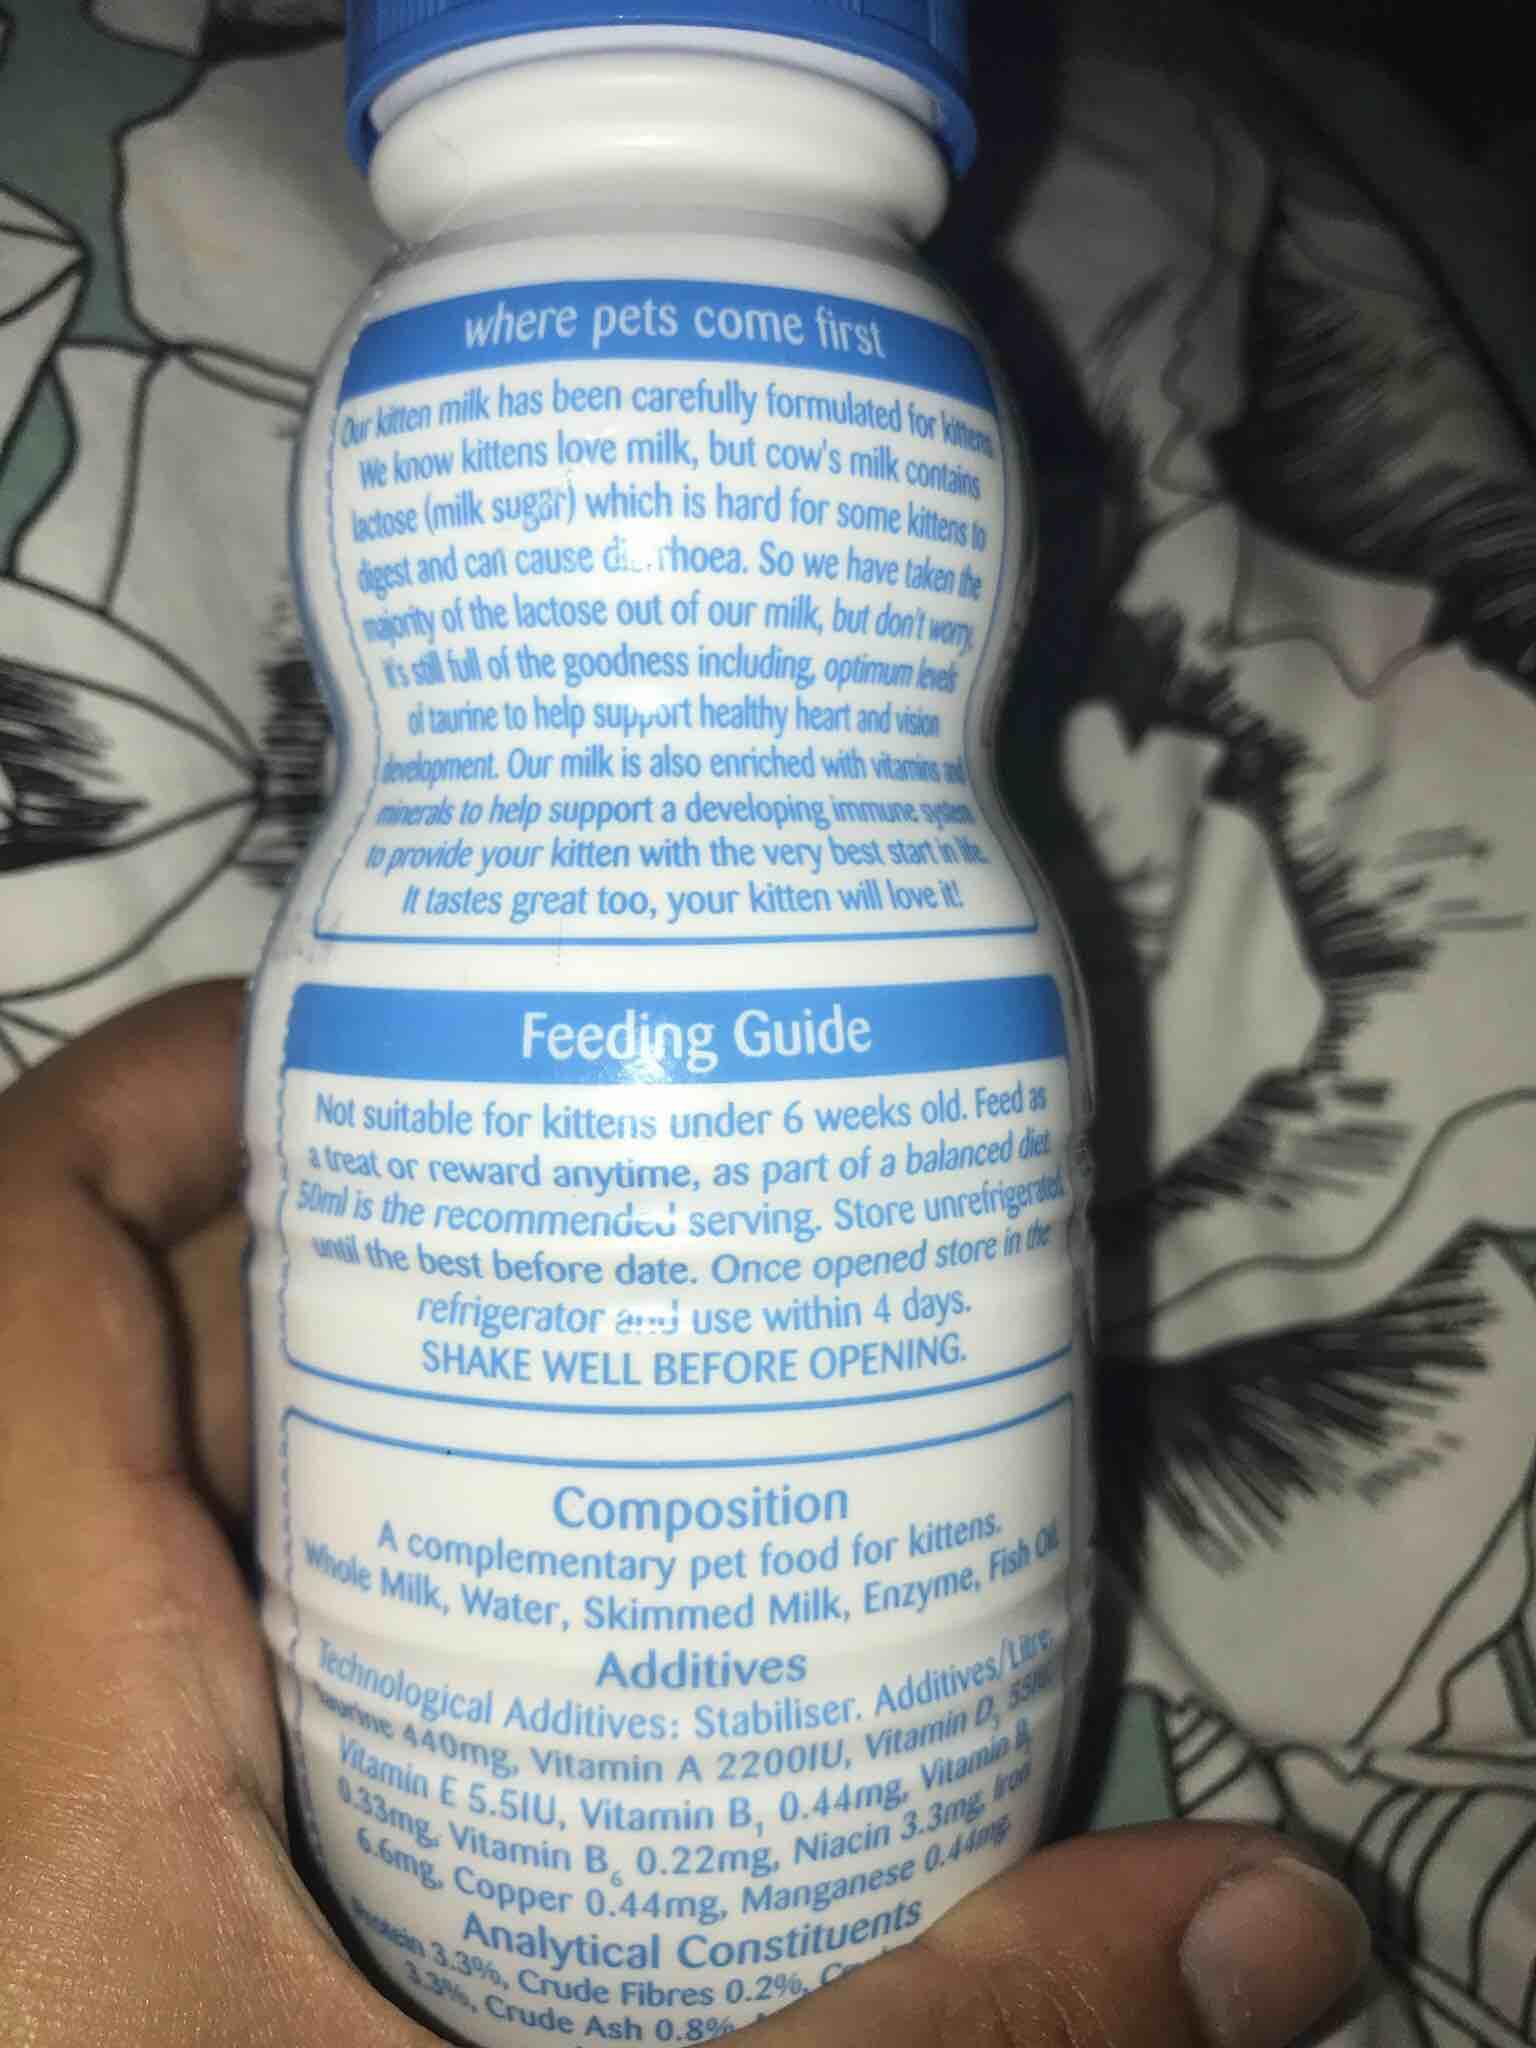 where pets come first
Our kitten milk has been carefully formulated for kittens.
We know kittens love milk, but cow's milk contains
lactose (milk sugar) which is hard for some kittens to
digest and can cause diarrhoea. So we have taken the
majority of the lactose out of our milk, but don't worry,
it's still full of the goodness including, optimum levels
of taurine to help support healthy heart and vision
development. Our milk is also enriched with vitamins and
minerals to help support a developing immune system
to provide your kitten with the very best start in life.
It tastes great too, your kitten will love it!
Feeding Guide
Not suitable for kittens under 6 weeks old. Feed as
a treat or reward anytime, as part of a balanced diet.
50ml is the recommended serving. Store unrefrigerated
until the best before date. Once opened store in the
refrigerator and use within 4 days.
SHAKE WELL BEFORE OPENING.
Composition
A complementary pet food for kittens.
Whole Milk, Water, Skimmed Milk, Enzyme, Fish Oil.
Additives
Technological Additives: Stabiliser. Additives/Litre:
Taurine 440mg, Vitamin A 2200IU, Vitamin D, 55IU,
Vitamin E 5.5IU, Vitamin B₁ 0.44mg, Vitamin B₂
0.33mg, Vitamin B₆ 0.22mg, Niacin 3.3mg, Iron
6.6mg, Copper 0.44mg, Manganese 0.44mg
Analytical Constituents
Protein 3.3%, Crude Fibres 0.2%,
3.3%, Crude Ash 0.8%